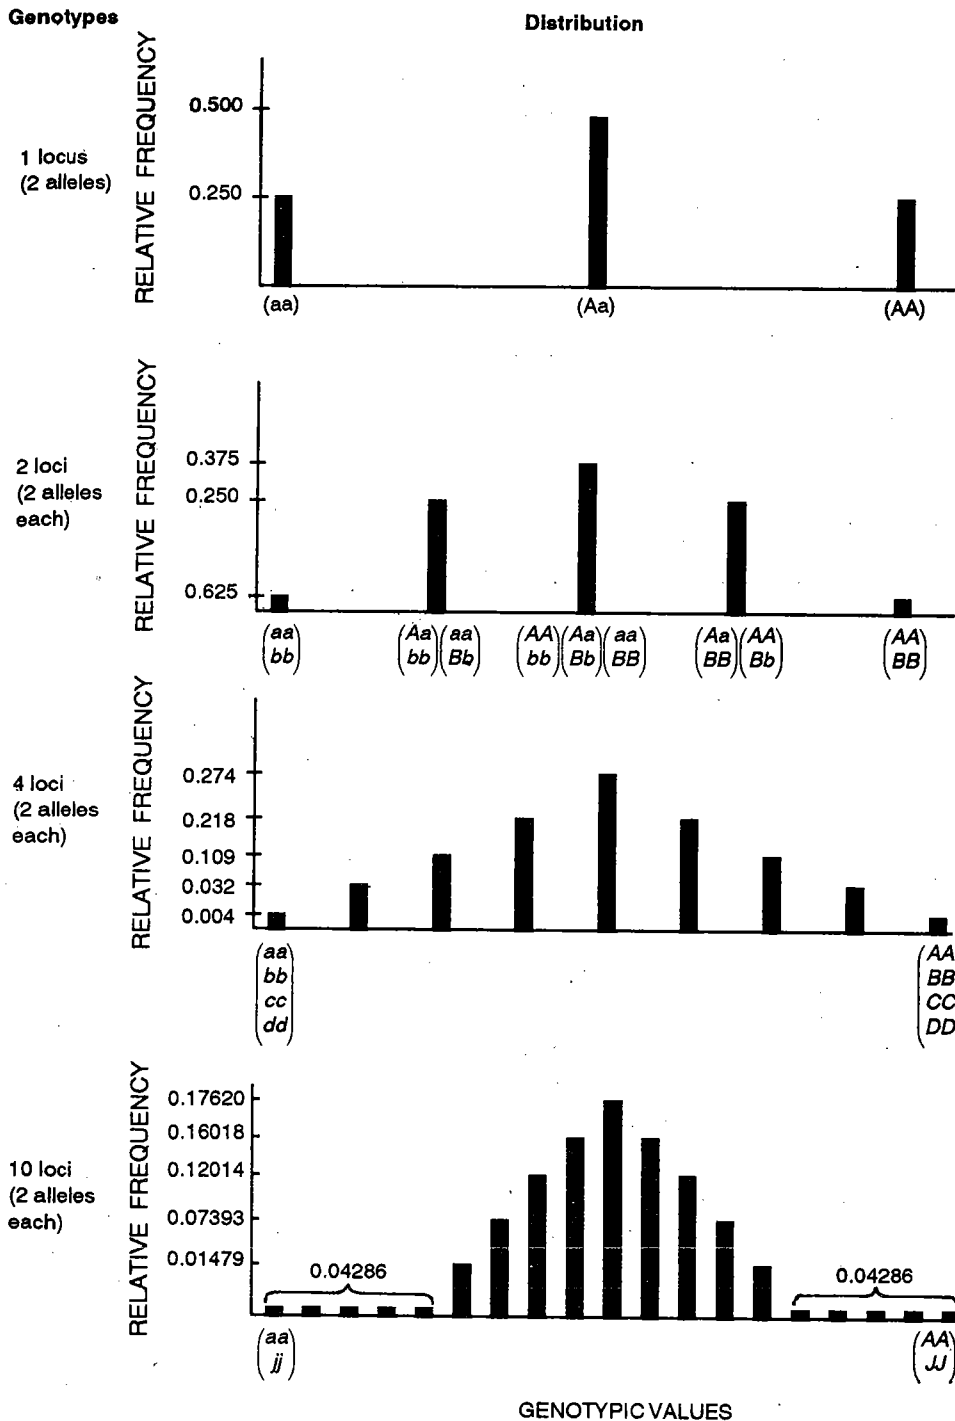 Genotypes
Distribution
RELATIVE FREQUENCY
1 locus
(2 alleles)
0.500
0.250
(aa)
(Aa)
(AA)
RELATIVE FREQUENCY
2 loci
(2 alleles
each)
0.375
0.250
0.625
(aa bb)
(Aa bb) (aa Bb)
(AA bb) (Aa Bb) (aa BB)
(Aa BB) (AA Bb)
(AA BB)
RELATIVE FREQUENCY
4 loci
(2 alleles
each)
0.274
0.218
0.109
0.032
0.004
(aa bb cc dd)
(AA BB CC DD)
RELATIVE FREQUENCY
10 loci
(2 alleles
each)
0.17620
0.16018
0.12014
0.07393
0.01479
0.04286
0.04286
(aa jj)
(AA JJ)
GENOTYPIC VALUES